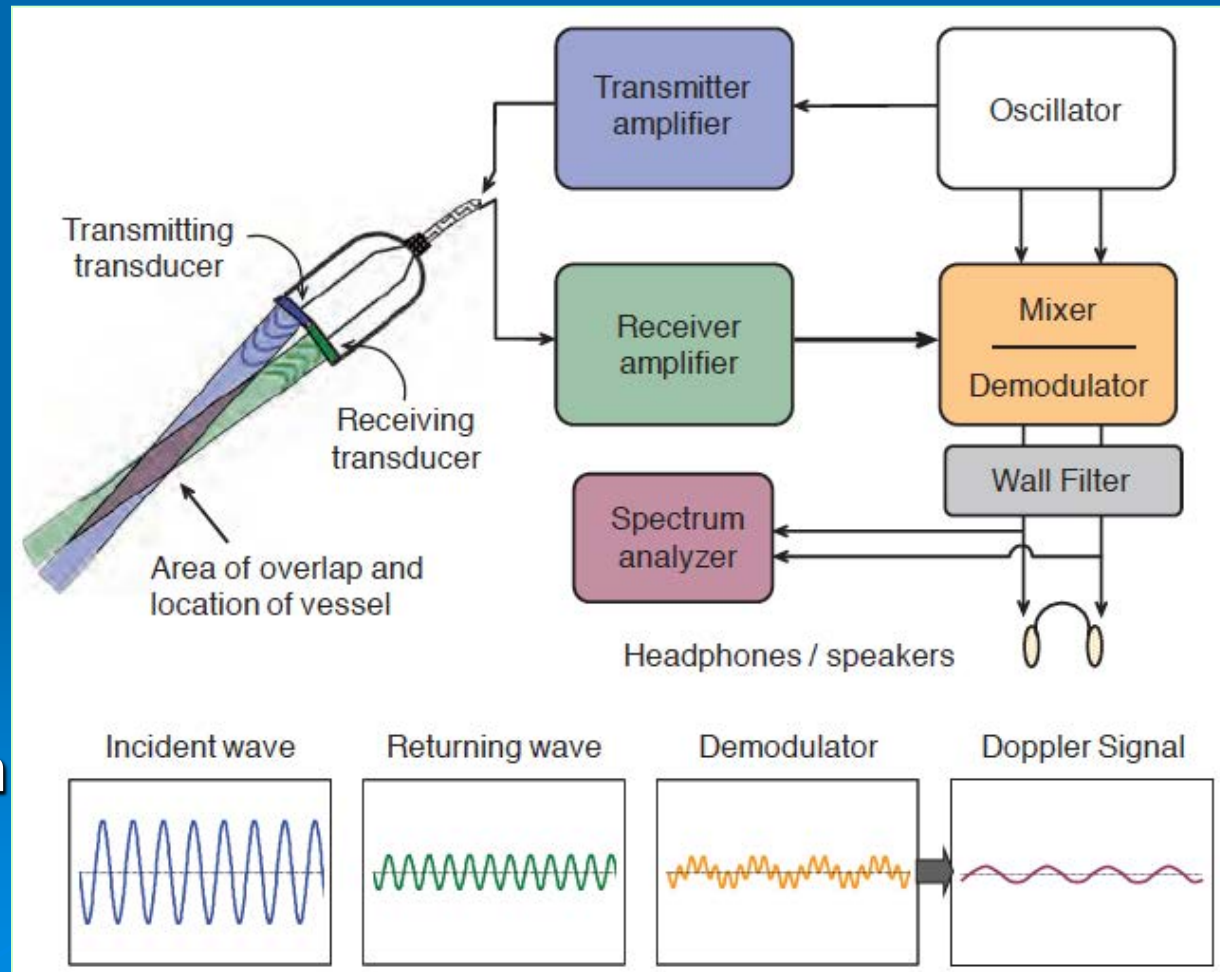 Transmitter
amplifier
Oscillator
Transmitting
transducer
Receiver
amplifier
Mixer
Demodulator
Receiving
transducer
Wall Filter
Spectrum
analyzer
Area of overlap and
location of vessel
Headphones / speakers
Incident wave
Returning wave
Demodulator
Doppler Signal